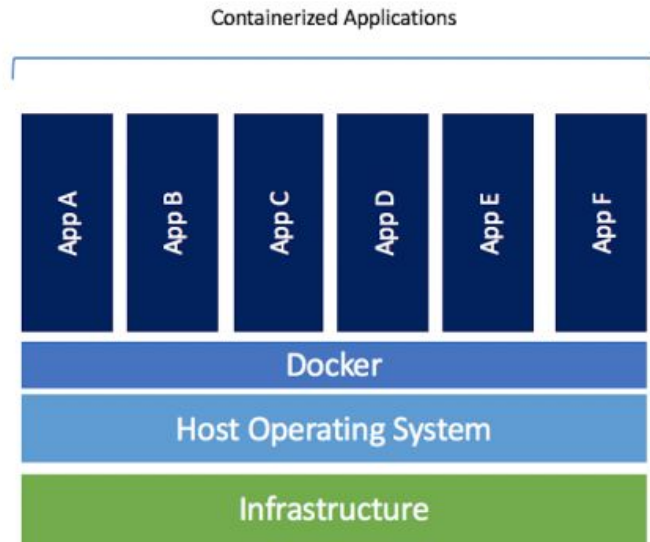 Containerized Applications
App A
App B
App C
App D
App E
App F
Docker
Host Operating System
Infrastructure